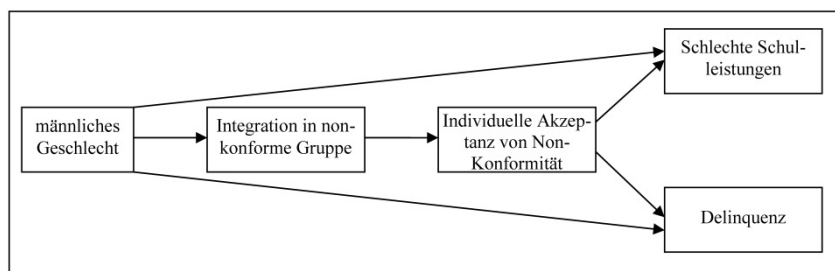 männliches
Geschlecht
Integration in non-
konforme Gruppe
Individuelle Akzep-
tanz von Non-
Konformität
Schlechte Schul-
leistungen
Delinquenz